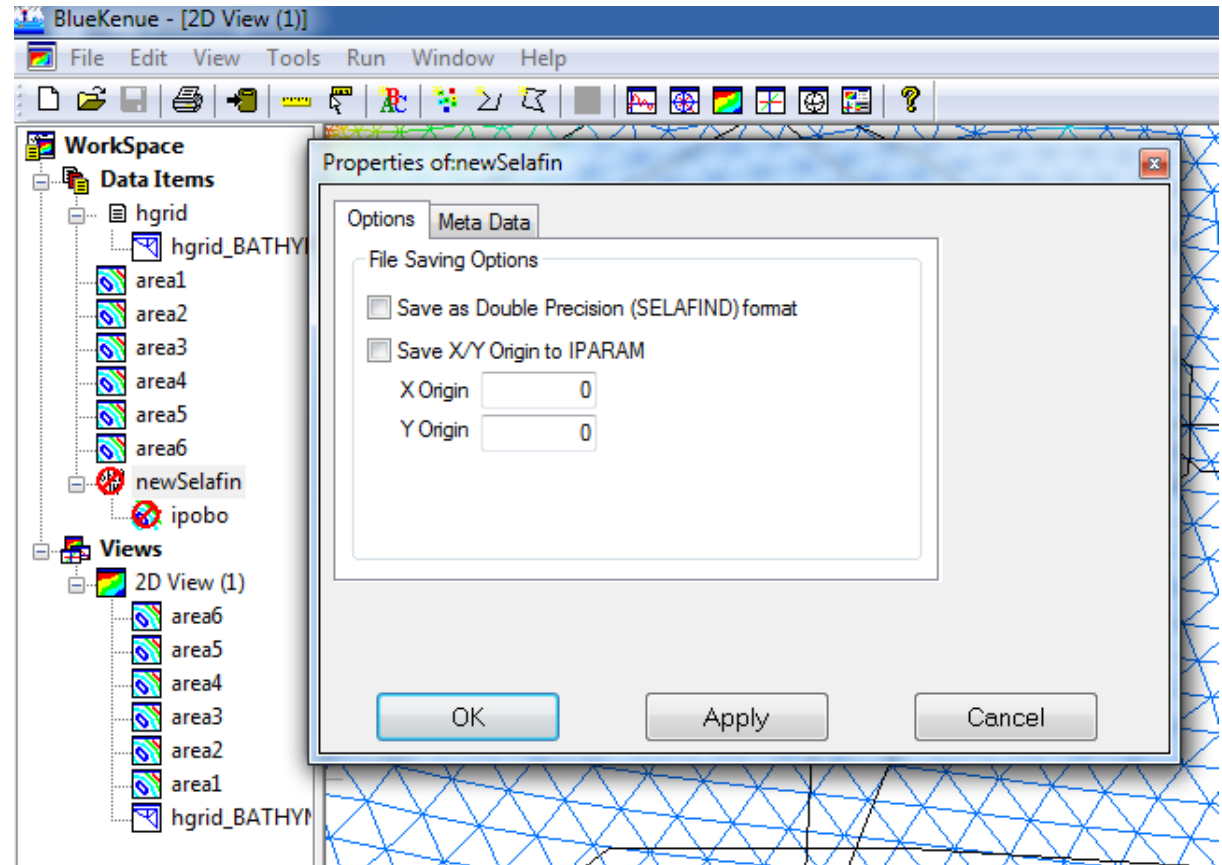 BlueKenue - [2D View (1)]
File Edit View Tools Run Window Help
WorkSpace
Data Items
hgrid
hgrid_BATHY
area1
area2
area3
area4
area5
area6
newSelafin
ipobo
Views
2D View (1)
area6
area5
area4
area3
area2
area1
hgrid_BATHYM
Properties of:newSelafin
Options Meta Data
File Saving Options
Save as Double Precision (SELAFIND) format
Save X/Y Origin to IPARAM
X Origin 0
Y Origin 0
OK Apply Cancel